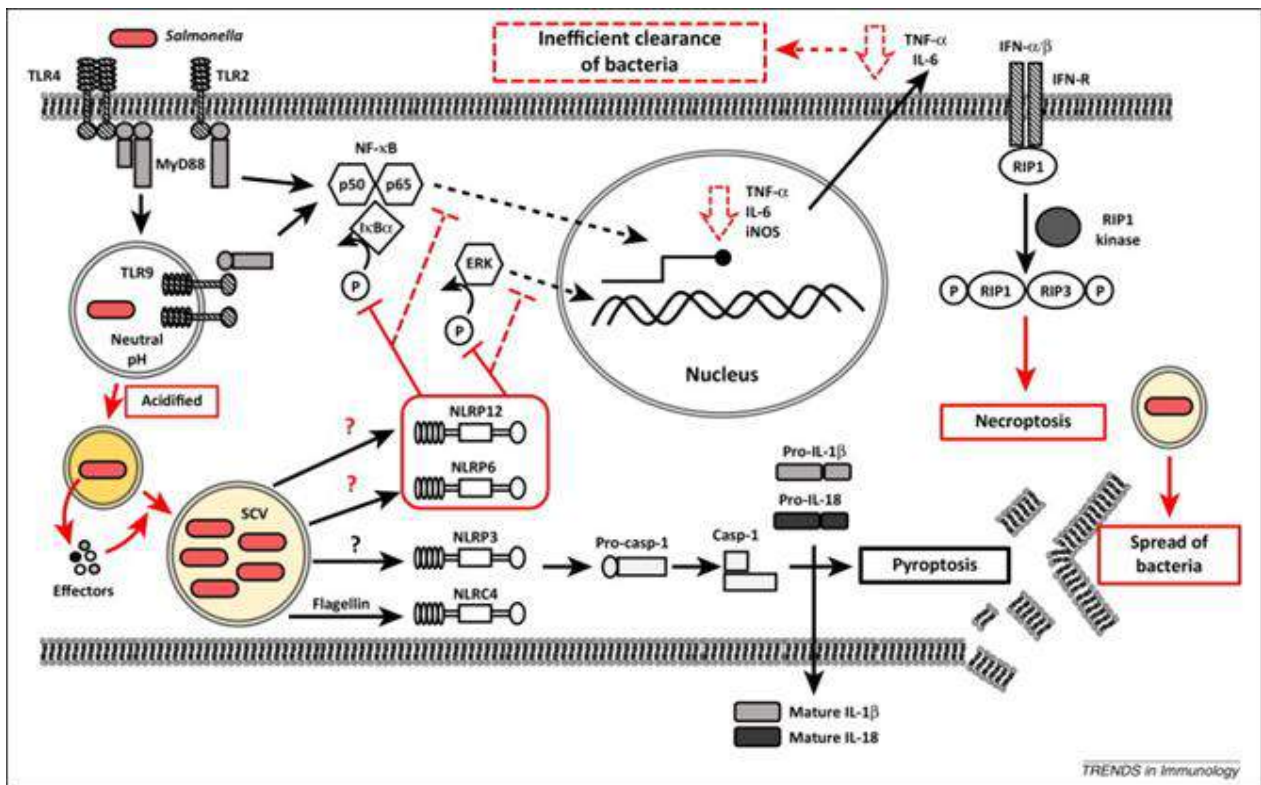 Salmonella
TLR4
TLR2
MyD88
Inefficient clearance
of bacteria
TNF-α
IL-6
IFN-α/β
IFN-R
RIP1
NF-κB
p50
p65
IκBα
P
ERK
P
TNF-α
IL-6
iNOS
Nucleus
RIP1
kinase
P
RIP1
RIP3
P
TLR9
Neutral
pH
Acidified
Necroptosis
NLRP12
?
NLRP6
?
SCV
Effectors
?
NLRP3
Flagellin
NLRC4
Pro-casp-1
Casp-1
Pro-IL-1β
Pro-IL-18
Pyroptosis
Spread of
bacteria
Mature IL-1β
Mature IL-18
TRENDS in Immunology